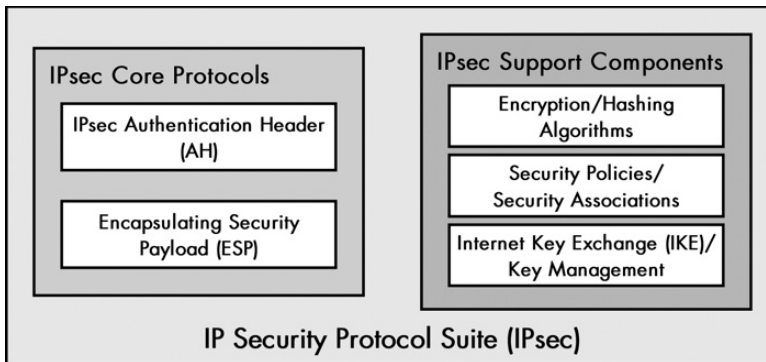 IPsec Core Protocols
IPsec Authentication Header
(AH)
Encapsulating Security
Payload (ESP)
IPsec Support Components
Encryption/Hashing
Algorithms
Security Policies/
Security Associations
Internet Key Exchange (IKE)/
Key Management
IP Security Protocol Suite (IPsec)